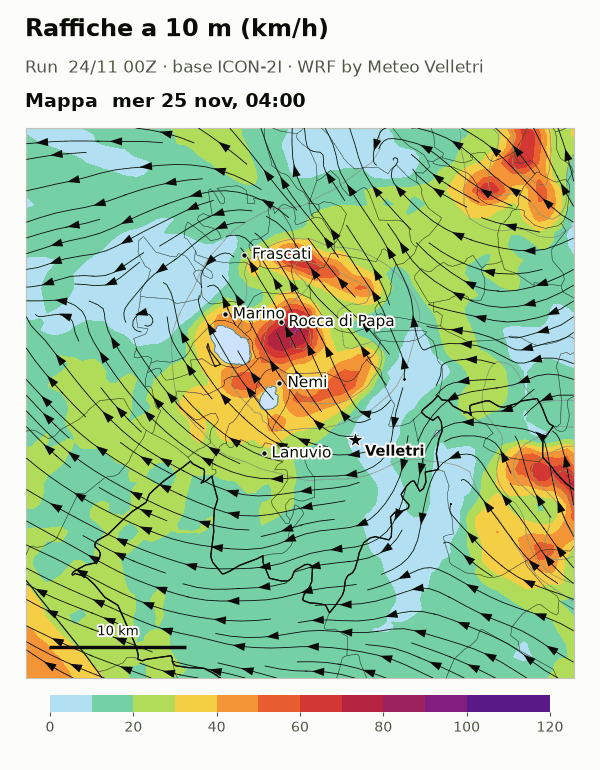 Raffiche a 10 m (km/h)
Run  24/11 00Z · base ICON-2I · WRF by Meteo Velletri
Mappa  mer 25 nov, 04:00
Frascati
Marino
Rocca di Papa
Nemi
Velletri
Lanuvio
10 km
0 20 40 60 80 100 120